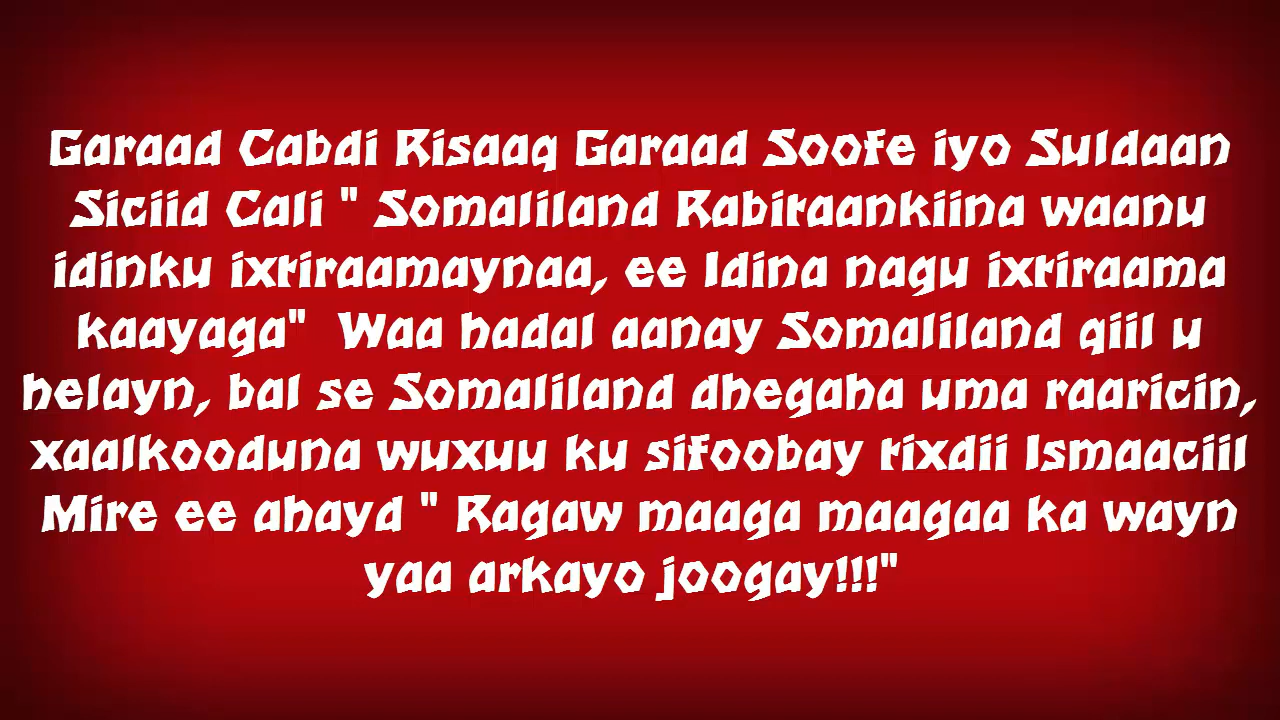 Garaad Cabdi Risaaq Garaad Soofe iyo Suldaan
Siciid Cali " Somaliland Rabitaankiina waanu
idinku ixtiraamaynaa, ee Idina nagu ixtiraama
kaayaga" Waa hadal aanay Somaliland qiil u
helayn, bal se Somaliland dhegaha uma raaricin,
xaalkooduna wuxuu ku sifoobay tixdii Ismaaciil
Mire ee ahayd " Ragaw maaga maagaa ka wayn
yaa arkayo joogay!!!"